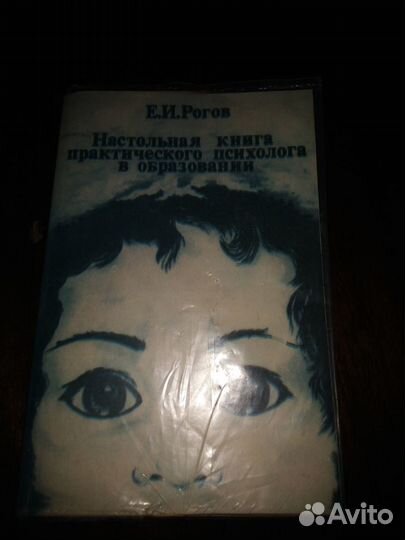 Е.И.Рогов
Настольная книга
практического психолога
в образовании
Avito